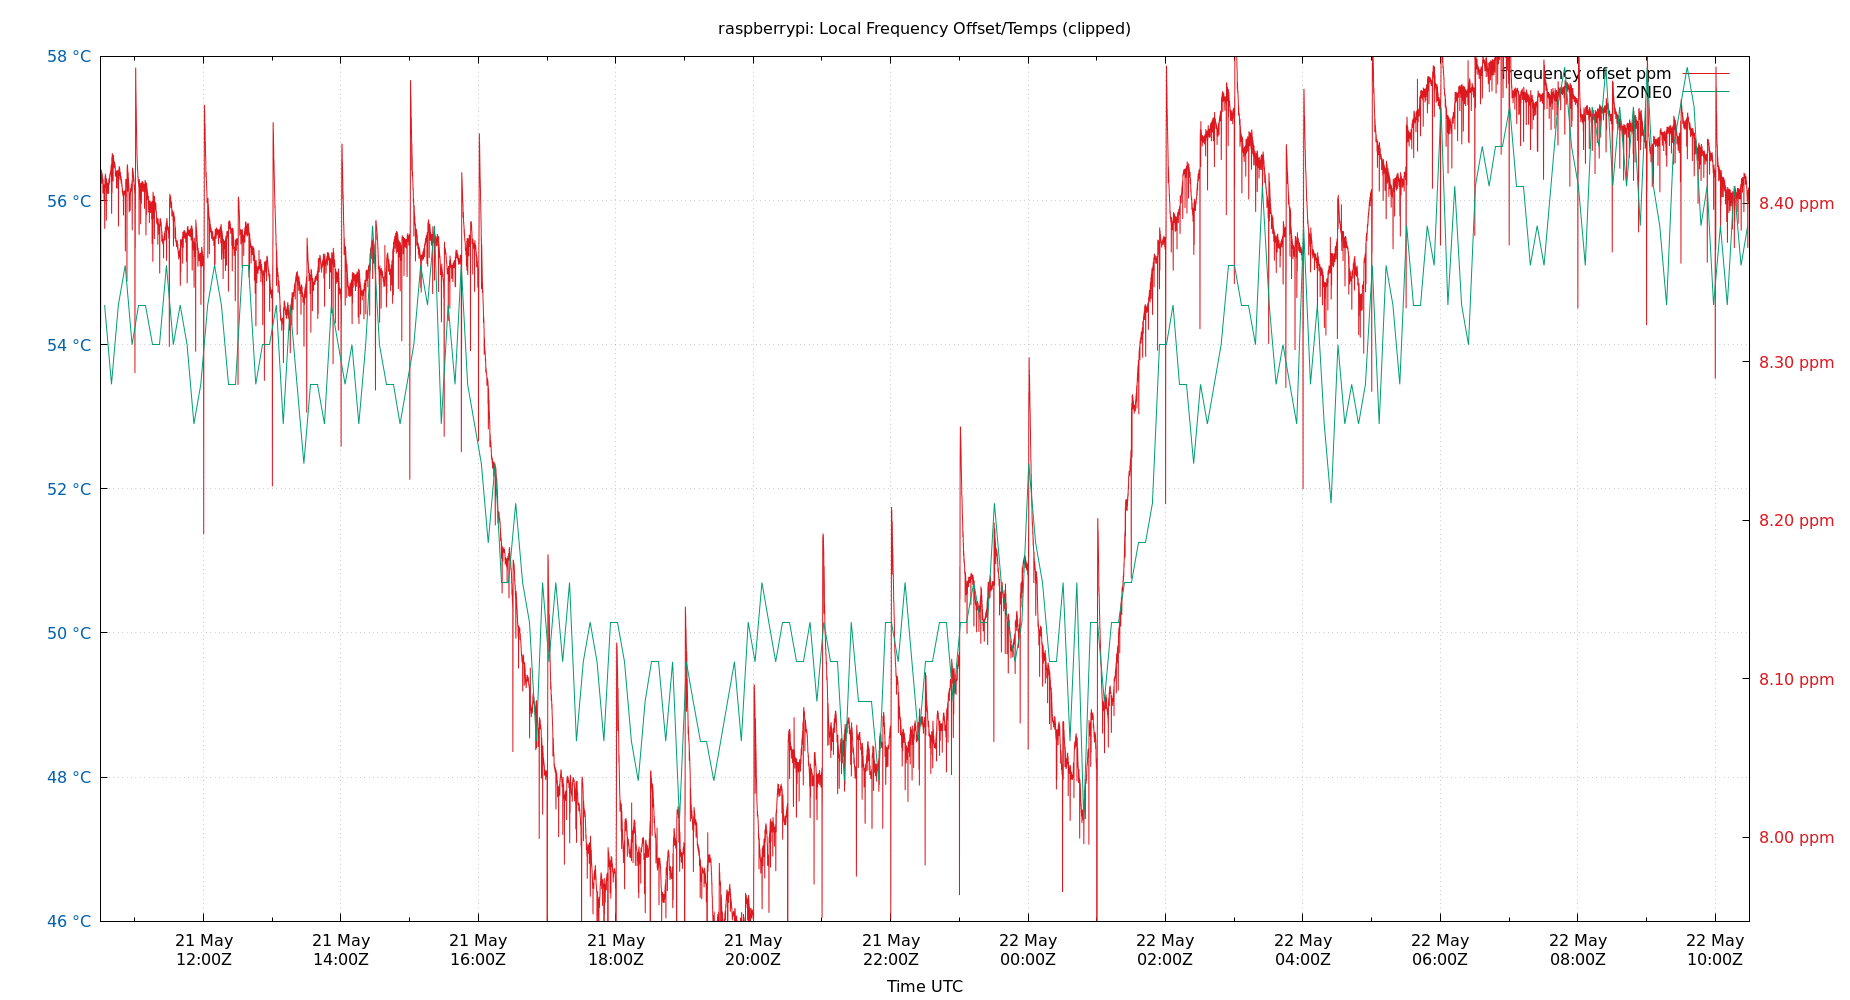 raspberrypi: Local Frequency Offset/Temps (clipped)
58 °C
56 °C
54 °C
52 °C
50 °C
48 °C
46 °C
frequency offset ppm
ZONE0
8.40 ppm
8.30 ppm
8.20 ppm
8.10 ppm
8.00 ppm
21 May 21 May 21 May 21 May 21 May 21 May 22 May 22 May 22 May 22 May 22 May 22 May
12:00Z 14:00Z 16:00Z 18:00Z 20:00Z 22:00Z 00:00Z 02:00Z 04:00Z 06:00Z 08:00Z 10:00Z
Time UTC